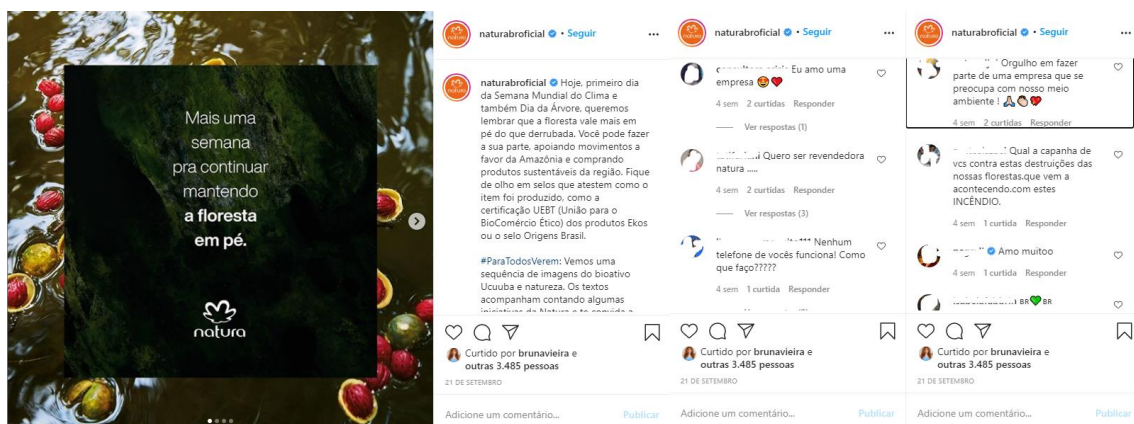 Mais uma
semana
pra continuar
mantendo
a floresta
em pé.
natura
naturabroficial • Seguir
naturabroficial Hoje, primeiro dia
da Semana Mundial do Clima e
também Dia da Árvore, queremos
lembrar que a floresta vale mais em
pé do que derrubada. Você pode fazer
a sua parte, apoiando movimentos a
favor da Amazônia e comprando
produtos sustentáveis da região. Fique
de olho em selos que atestem como o
item foi produzido, como a
certificação UEBT (União para o
BioComércio Ético) dos produtos Ekos
ou o selo Origens Brasil.
#ParaTodosVerem: Vemos uma
sequência de imagens do bioativo
Ucuuba e natureza. Os textos
acompanham contando algumas
iniciativas da Natura e te convida a
Curtido por brunavieira e
outras 3.485 pessoas
21 DE SETEMBRO
Adicione um comentário... Publicar
naturabroficial • Seguir
Eu amo uma
empresa
4 sem 2 curtidas Responder
Ver respostas (1)
Quero ser revendedora
natura .....
4 sem 2 curtidas Responder
Ver respostas (3)
Nenhum
telefone de vocês funcional! Como
que faço?????
4 sem 1 curtida Responder
Curtido por brunavieira e
outras 3.485 pessoas
21 DE SETEMBRO
Adicione um comentário... Publicar
naturabroficial • Seguir
Orgulho em fazer
parte de uma empresa que se
preocupa com nosso meio
ambiente !
4 sem 2 curtidas Responder
Qual a capanha de
vcs contra estas destruições das
nossas florestas.que vem a
acontecendo.com estes
INCÊNDIO.
4 sem 1 curtida Responder
Amo muitoo
4 sem 1 curtida Responder
BR BR
Curtido por brunavieira e
outras 3.485 pessoas
21 DE SETEMBRO
Adicione um comentário... Publicar